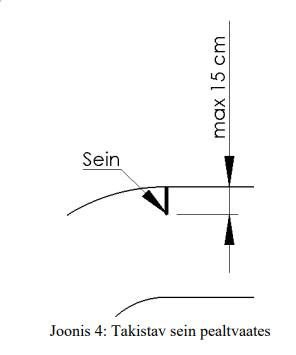 max 15 cm
Sein
Joonis 4: Takistav sein pealtvaates